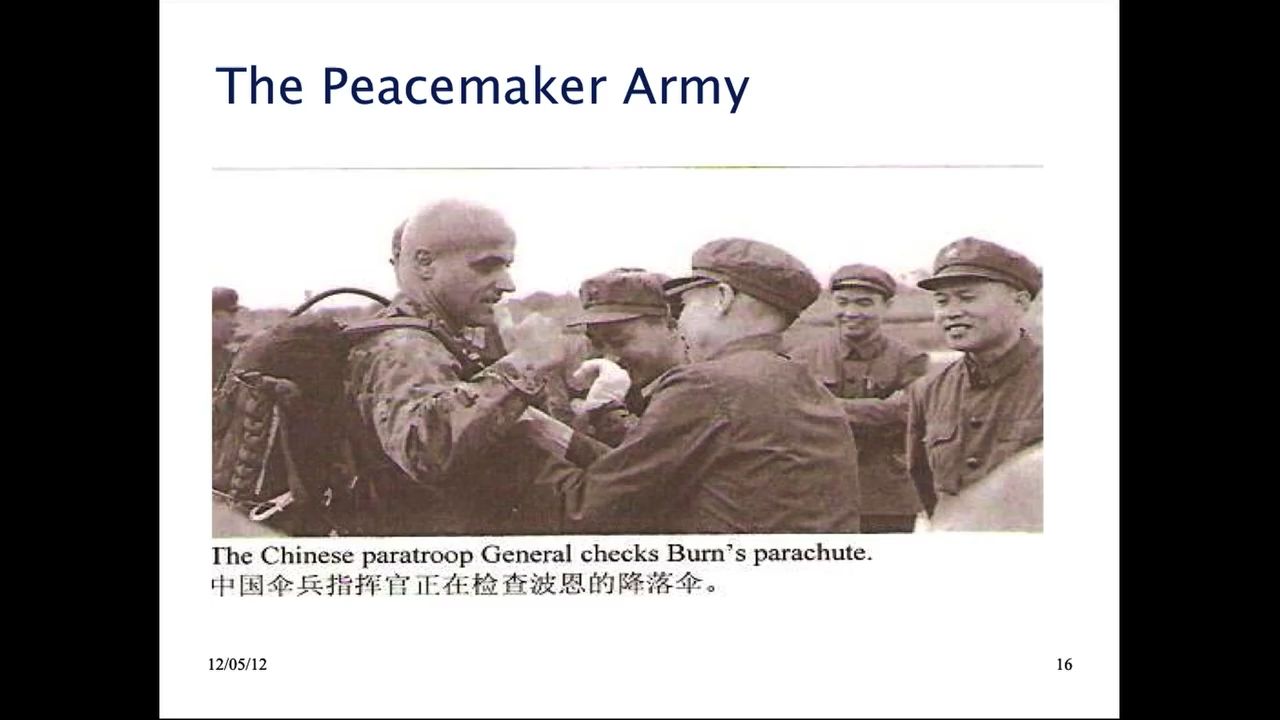 The Peacemaker Army
The Chinese paratroop General checks Burn's parachute.
中国伞兵指挥官正在检查波恩的降落伞。
12/05/12
16